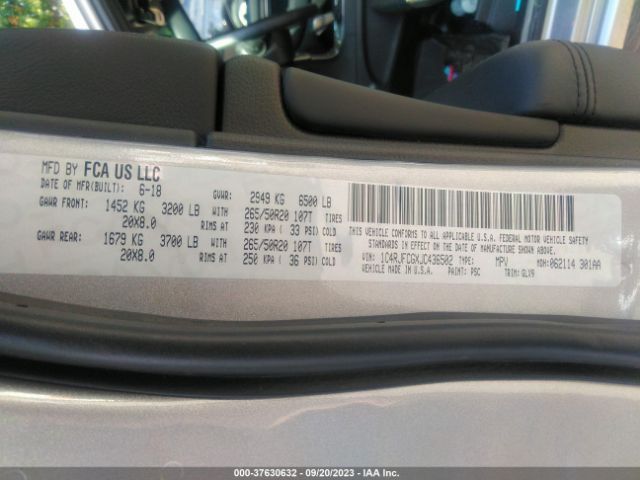 MFD BY FCA US LLC
DATE OF MFR(BUILT): 6-18 GVWR: 2949 KG 6500 LB
GAWR FRONT: 1452 KG 3200 LB WITH 265/50R20 107T TIRES
20X8.0 RIMS AT 230 KPA ( 33 PSI) COLD
GAWR REAR: 1679 KG 3700 LB WITH 265/50R20 107T TIRES
20X8.0 RIMS AT 250 KPA ( 36 PSI) COLD
THIS VEHICLE CONFORMS TO ALL APPLICABLE U.S.A. FEDERAL MOTOR VEHICLE SAFETY
STANDARDS IN EFFECT ON THE DATE OF MANUFACTURE SHOWN ABOVE.
VIN: 1C4RJFCGXJC436502 TYPE: MPV MDH: 062114 301AA
VEHICLE MADE IN U.S.A. PAINT: PSC TRIM: GLX9
000-37630632 - 09/20/2023 - IAA Inc.